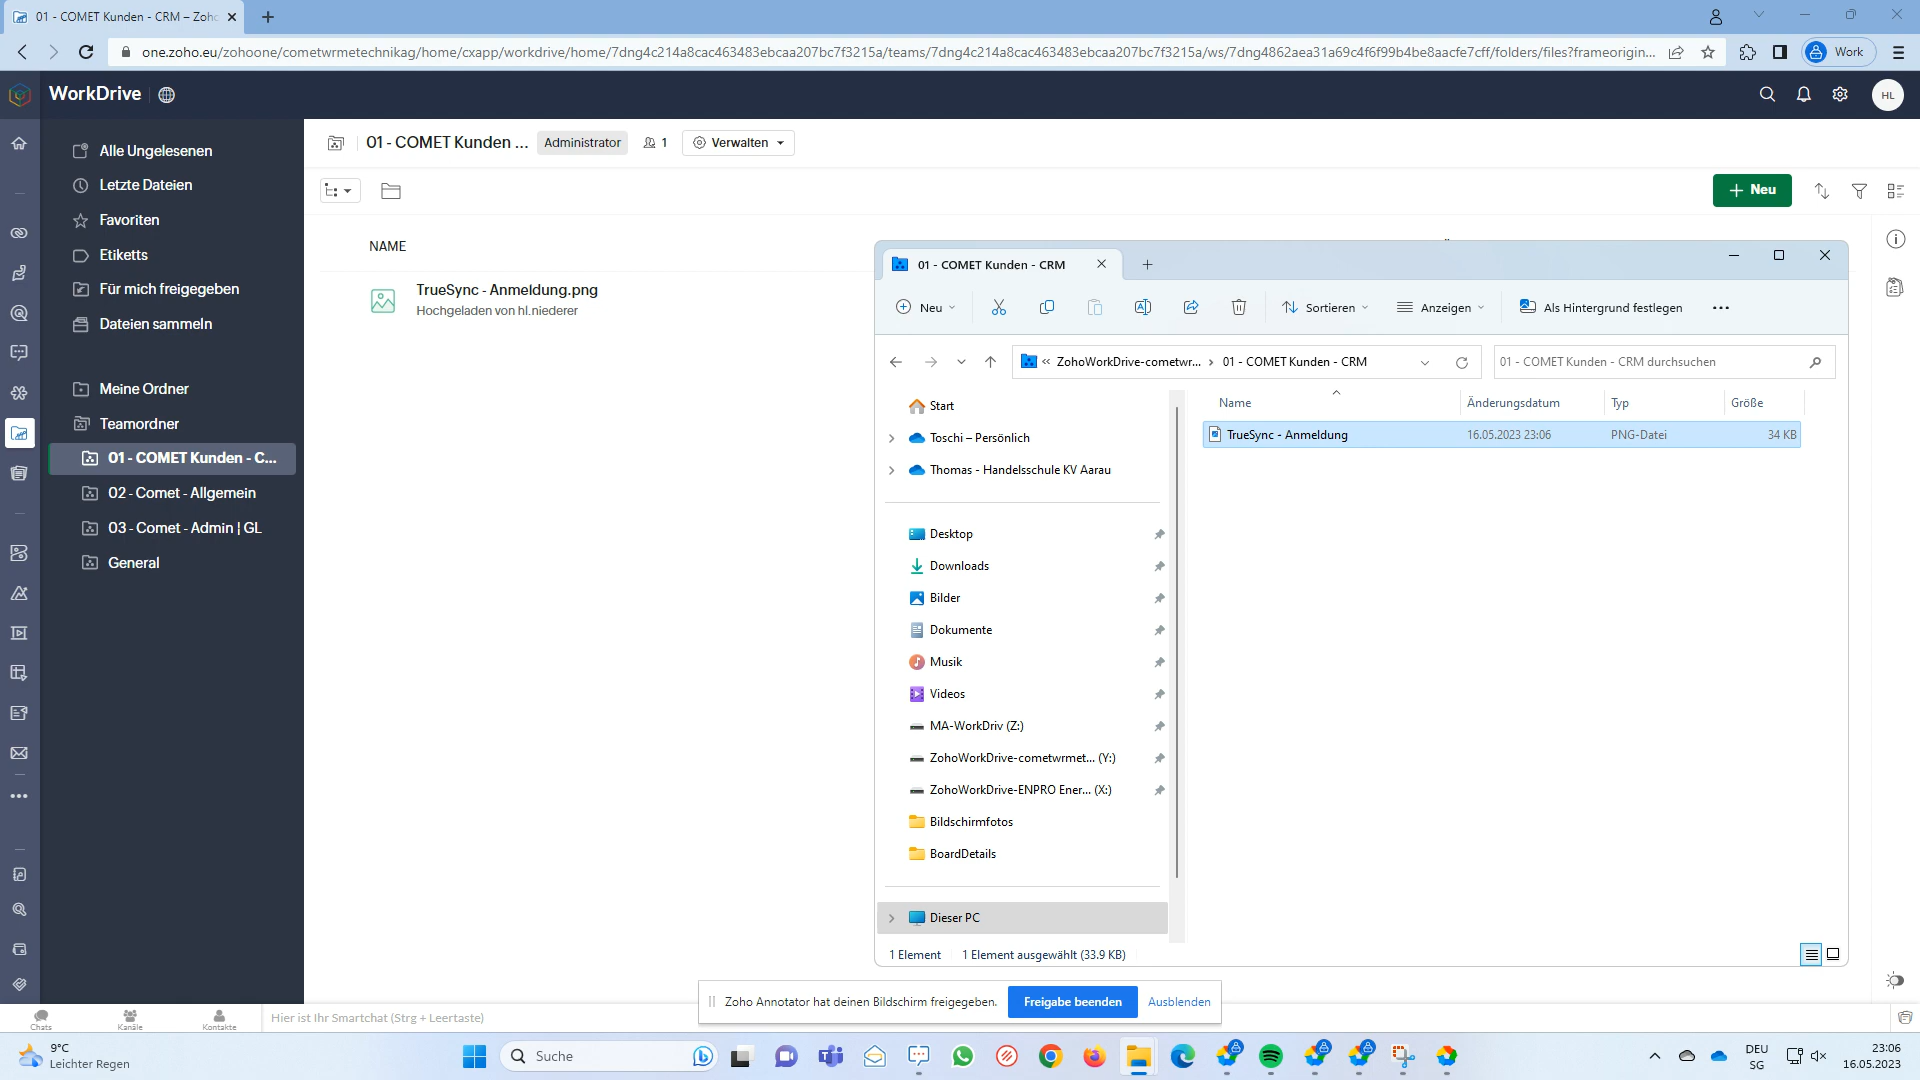 01 - COMET Kunden - CRM – Zoho
one.zoho.eu/zohoone/cometwrmetechnikag/home/cxapp/workdrive/home/7dng4c214a8cac463483ebcaa207bc7f3215a/teams/7dng4c214a8cac463483ebcaa207bc7f3215a/ws/7dng4862aea31a69c4f6f99b4be8aacfe7cff/folders/files?frameorigin...
Work
WorkDrive
HL
Alle Ungelesenen
Letzte Dateien
Favoriten
Etiketts
Für mich freigegeben
Dateien sammeln
Meine Ordner
Teamordner
01 - COMET Kunden - C...
02 - Comet - Allgemein
03 - Comet - Admin | GL
General
01 - COMET Kunden ...
Administrator
1
Verwalten
Neu
NAME
TrueSync - Anmeldung.png
Hochgeladen von hl.niederer
01 - COMET Kunden - CRM
Neu
Sortieren
Anzeigen
Als Hintergrund festlegen
« ZohoWorkDrive-cometwr... › 01 - COMET Kunden - CRM
01 - COMET Kunden - CRM durchsuchen
Start
Toschi – Persönlich
Thomas - Handelsschule KV Aarau
Desktop
Downloads
Bilder
Dokumente
Musik
Videos
MA-WorkDriv (Z:)
ZohoWorkDrive-cometwrmet... (Y:)
ZohoWorkDrive-ENPRO Ener... (X:)
Bildschirmfotos
BoardDetails
Dieser PC
Name Änderungsdatum Typ Größe
TrueSync - Anmeldung 16.05.2023 23:06 PNG-Datei 34 KB
1 Element 1 Element ausgewählt (33.9 KB)
Zoho Annotator hat deinen Bildschirm freigegeben. Freigabe beenden Ausblenden
Chats Kanäle Kontakte
Hier ist Ihr Smartchat (Strg + Leertaste)
9°C
Leichter Regen
Suche
DEU
SG
23:06
16.05.2023